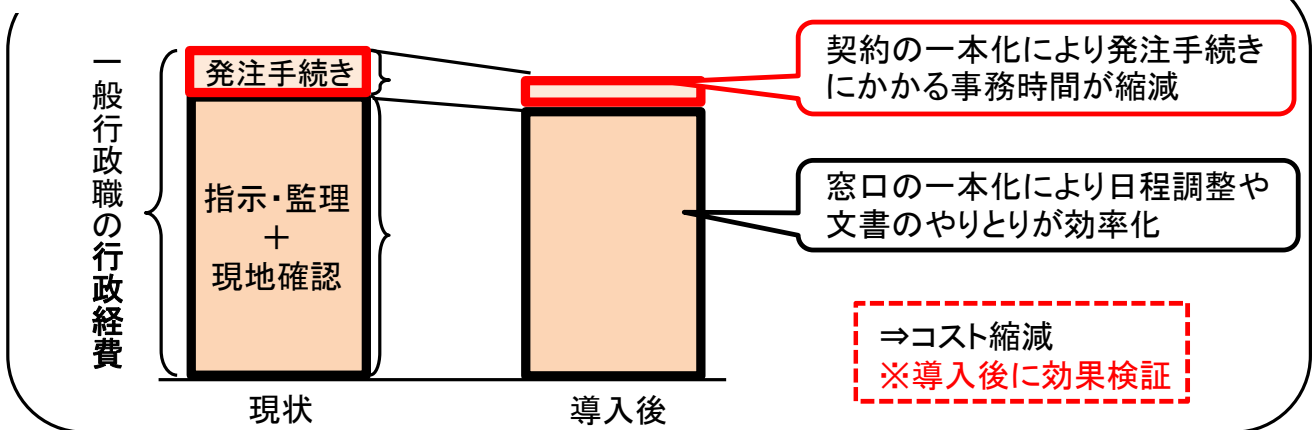 一般行政職の行政経費
発注手続き
指示・監理
＋
現地確認
現状
導入後
契約の一本化により発注手続き
にかかる事務時間が縮減
窓口の一本化により日程調整や
文書のやりとりが効率化
⇒コスト縮減
※導入後に効果検証